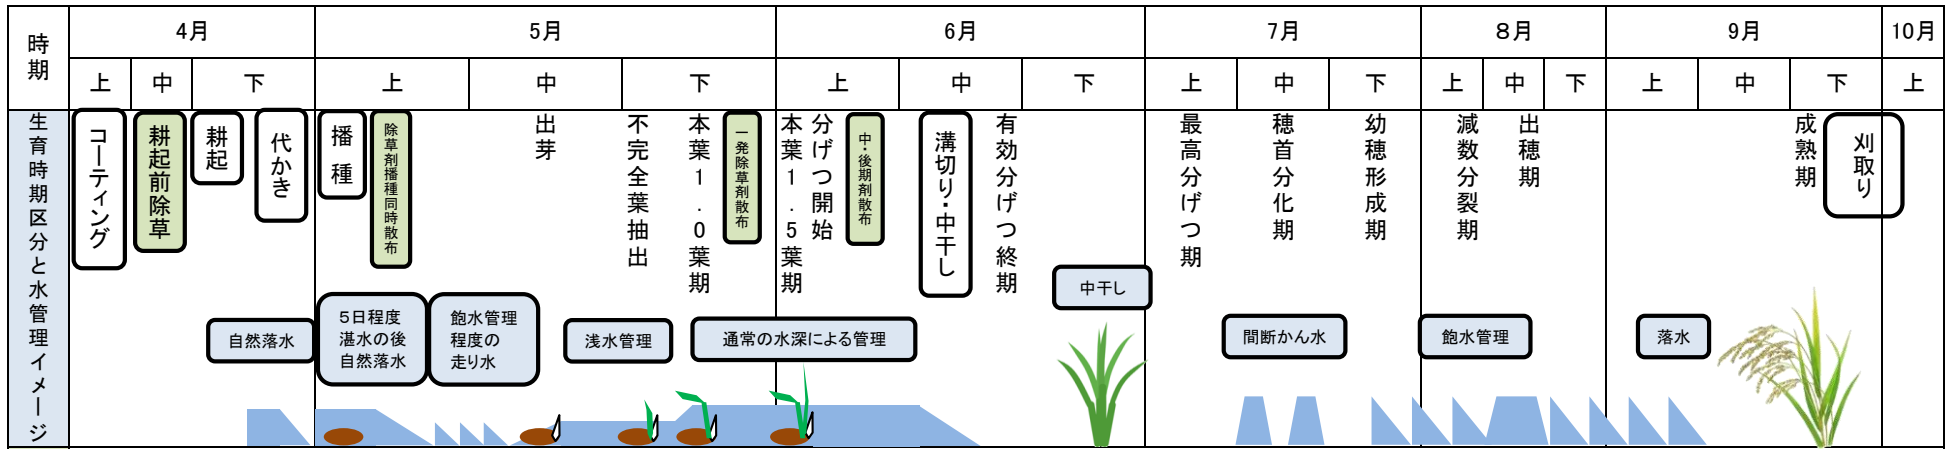 時期
4月
5月
6月
7月
8月
9月
10月
上
中
下
上
中
下
上
中
下
上
中
下
上
中
下
上
中
下
上
生育時期区分と水管理イメージ
コーティング
耕起前除草
耕起
代かき
播種
除草剤播種同時散布
出芽
不完全葉抽出
本葉1.0葉期
一発除草剤散布
本葉1.5葉期
分げつ開始
中・後期剤散布
溝切り・中干し
有効分げつ終期
最高分げつ期
穂首分化期
幼穂形成期
減数分裂期
出穂期
成熟期
刈取り
自然落水
5日程度
湛水の後
自然落水
飽水管理
程度の
走り水
浅水管理
通常の水深による管理
中干し
間断かん水
飽水管理
落水